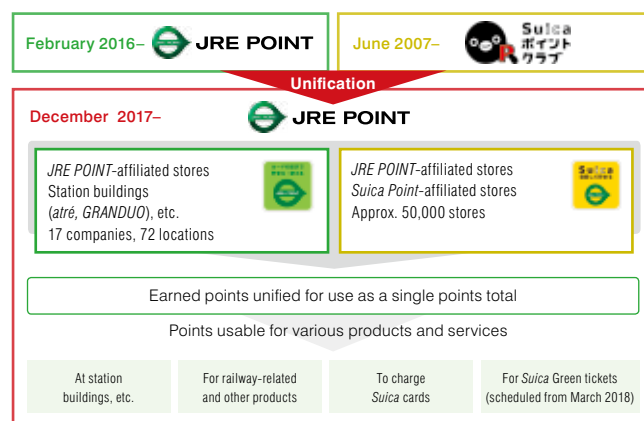 February 2016–
JRE POINT
June 2007–
Suica
ポイント
クラブ
Unification
December 2017–
JRE POINT
JRE POINT-affiliated stores
Station buildings
(atré, GRANDUO), etc.
17 companies, 72 locations
JRE POINT-affiliated stores
Suica Point-affiliated stores
Approx. 50,000 stores
Suica
Earned points unified for use as a single points total
Points usable for various products and services
At station
buildings, etc.
For railway-related
and other products
To charge
Suica cards
For Suica Green tickets
(scheduled from March 2018)